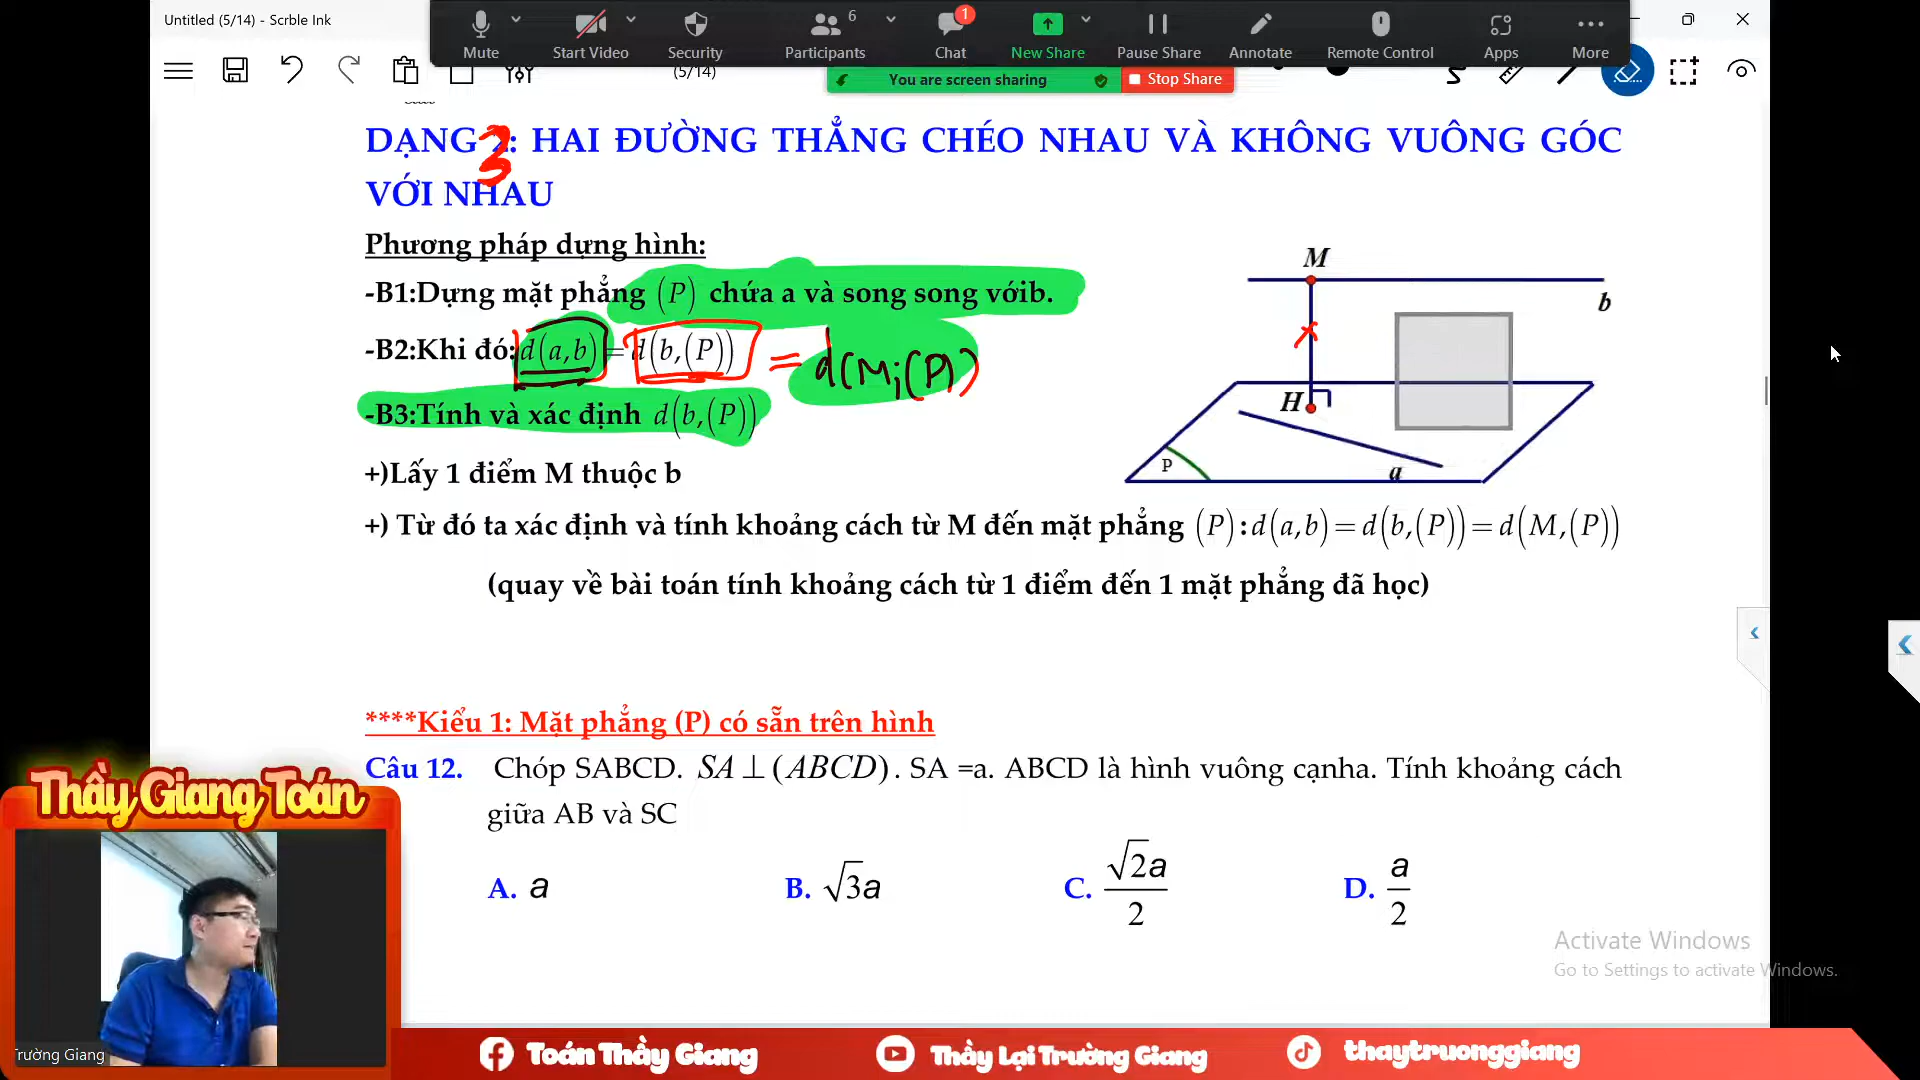 Untitled (5/14) - Scrble Ink
Mute
Start Video
Security
Participants
6
Chat
1
New Share
Pause Share
Annotate
Remote Control
Apps
More
(5/14)
You are screen sharing
Stop Share
DẠNG 3: HAI ĐƯỜNG THẲNG CHÉO NHAU VÀ KHÔNG VUÔNG GÓC
VỚI NHAU
Phương pháp dựng hình:
-B1:Dựng mặt phẳng (P) chứa a và song song vớib.
-B2:Khi đó: d(a,b) = d(b,(P)) = d(M;(P))
-B3:Tính và xác định d(b,(P))
M
b
H
P
a
+)Lấy 1 điểm M thuộc b
+) Từ đó ta xác định và tính khoảng cách từ M đến mặt phẳng (P): d(a,b) = d(b,(P)) = d(M,(P))
(quay về bài toán tính khoảng cách từ 1 điểm đến 1 mặt phẳng đã học)
****Kiểu 1: Mặt phẳng (P) có sẵn trên hình
Câu 12. Chóp SABCD. SA ⊥ (ABCD). SA =a. ABCD là hình vuông cạnha. Tính khoảng cách
giữa AB và SC
A. a B. √3a C. √2a/2 D. a/2
Activate Windows
Go to Settings to activate Windows.
Thầy Giang Toán
Trường Giang
Toán Thầy Giang
Thầy Lại Trường Giang
thaytruonggiang